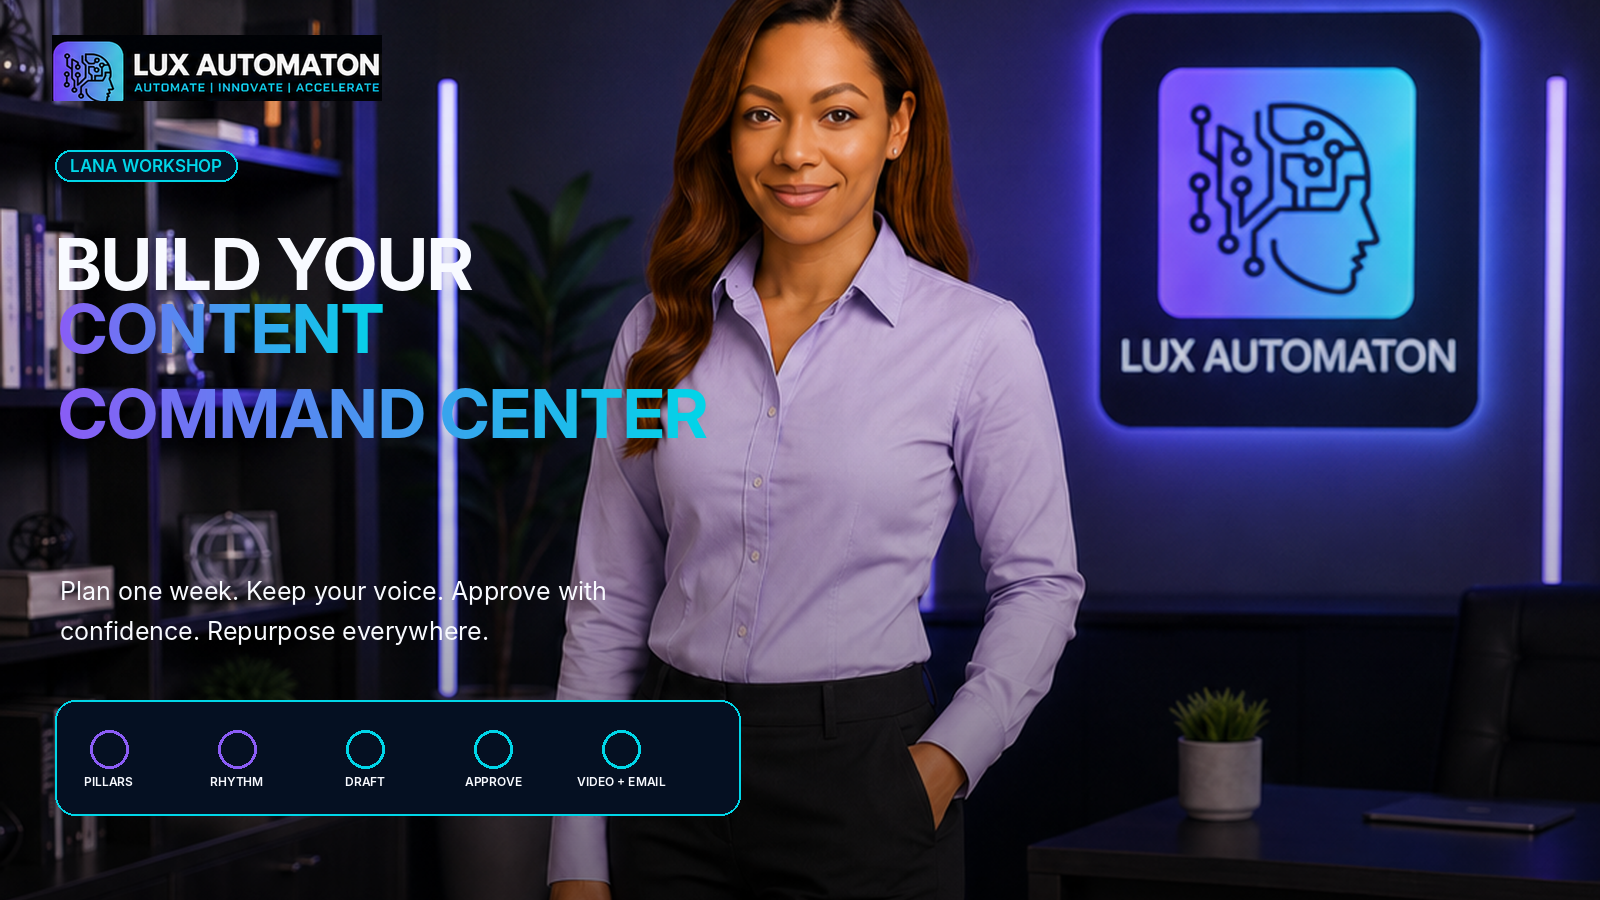 LUX AUTOMATON
AUTOMATE | INNOVATE | ACCELERATE
LANA WORKSHOP
BUILD YOUR
CONTENT
COMMAND CENTER
Plan one week. Keep your voice. Approve with
confidence. Repurpose everywhere.
PILLARS
RHYTHM
DRAFT
APPROVE
VIDEO + EMAIL
LUX AUTOMATON